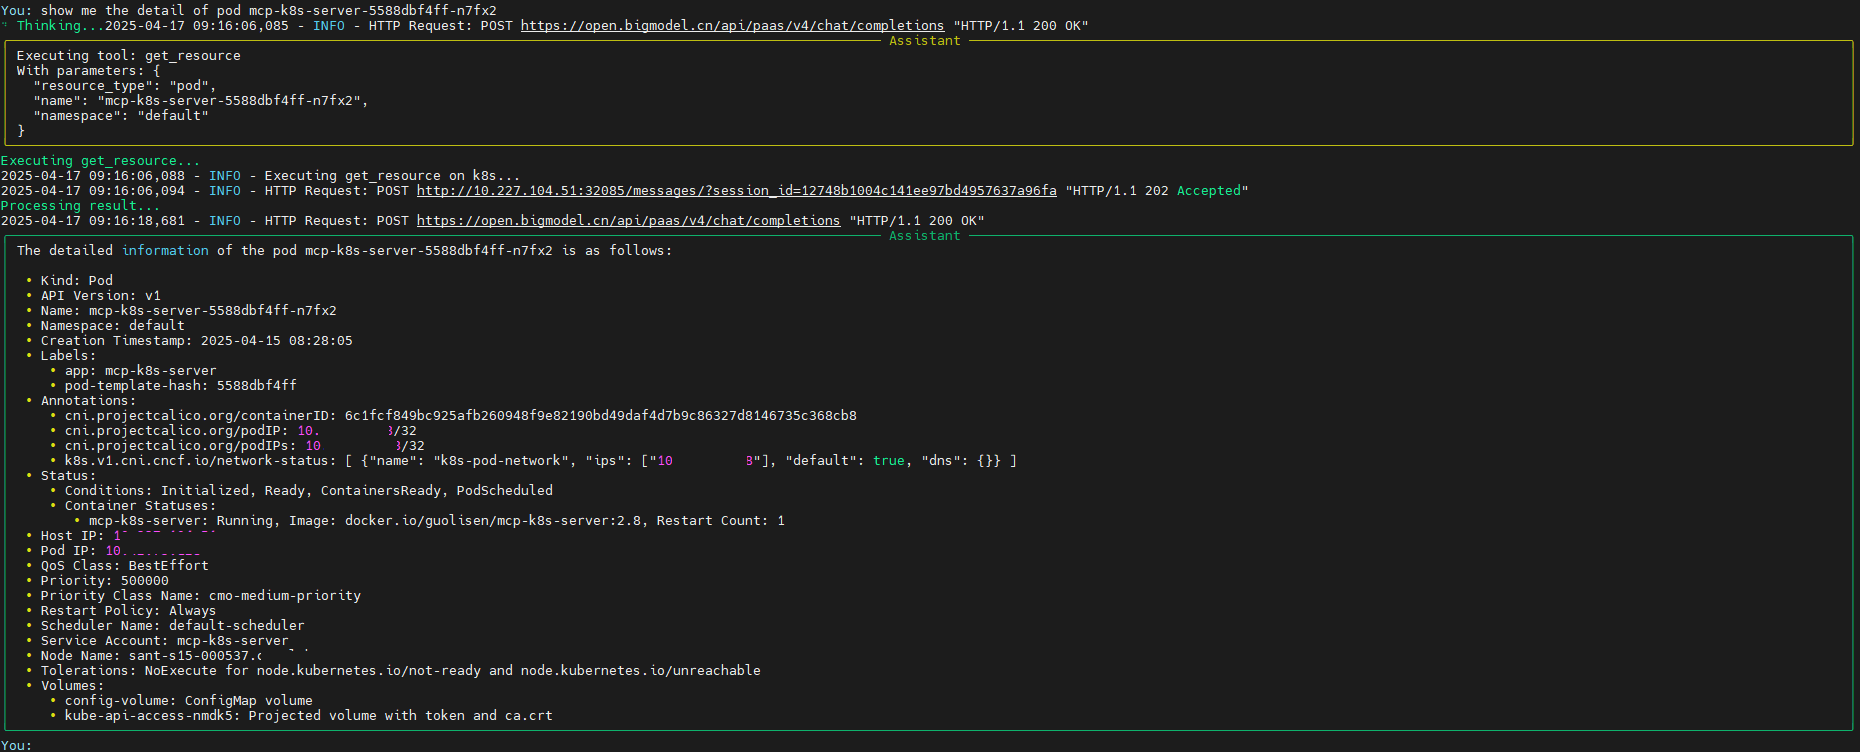 You: show me the detail of pod mcp-k8s-server-5588dbf4ff-n7fx2
Thinking...2025-04-17 09:16:06,085 - INFO - HTTP Request: POST https://open.bigmodel.cn/api/paas/v4/chat/completions "HTTP/1.1 200 OK"
Assistant
Executing tool: get_resource
With parameters: {
"resource_type": "pod",
"name": "mcp-k8s-server-5588dbf4ff-n7fx2",
"namespace": "default"
}
Executing get_resource...
2025-04-17 09:16:06,088 - INFO - Executing get_resource on k8s...
2025-04-17 09:16:06,094 - INFO - HTTP Request: POST http://10.227.104.51:32085/messages/?session_id=12748b1004c141ee97bd4957637a96fa "HTTP/1.1 202 Accepted"
Processing result...
2025-04-17 09:16:18,681 - INFO - HTTP Request: POST https://open.bigmodel.cn/api/paas/v4/chat/completions "HTTP/1.1 200 OK"
Assistant
The detailed information of the pod mcp-k8s-server-5588dbf4ff-n7fx2 is as follows:
• Kind: Pod
• API Version: v1
• Name: mcp-k8s-server-5588dbf4ff-n7fx2
• Namespace: default
• Creation Timestamp: 2025-04-15 08:28:05
• Labels:
• app: mcp-k8s-server
• pod-template-hash: 5588dbf4ff
• Annotations:
• cni.projectcalico.org/containerID: 6c1fcf849bc925afb260948f9e82190bd49daf4d7b9c86327d8146735c368cb8
• cni.projectcalico.org/podIP: 10. 3/32
• cni.projectcalico.org/podIPs: 10 3/32
• k8s.v1.cni.cncf.io/network-status: [ {"name": "k8s-pod-network", "ips": ["10 8"], "default": true, "dns": {}} ]
• Status:
• Conditions: Initialized, Ready, ContainersReady, PodScheduled
• Container Statuses:
• mcp-k8s-server: Running, Image: docker.io/guolisen/mcp-k8s-server:2.8, Restart Count: 1
• Host IP: 1
• Pod IP: 10.
• QoS Class: BestEffort
• Priority: 500000
• Priority Class Name: cmo-medium-priority
• Restart Policy: Always
• Scheduler Name: default-scheduler
• Service Account: mcp-k8s-server
• Node Name: sant-s15-000537.c
• Tolerations: NoExecute for node.kubernetes.io/not-ready and node.kubernetes.io/unreachable
• Volumes:
• config-volume: ConfigMap volume
• kube-api-access-nmdk5: Projected volume with token and ca.crt
You: